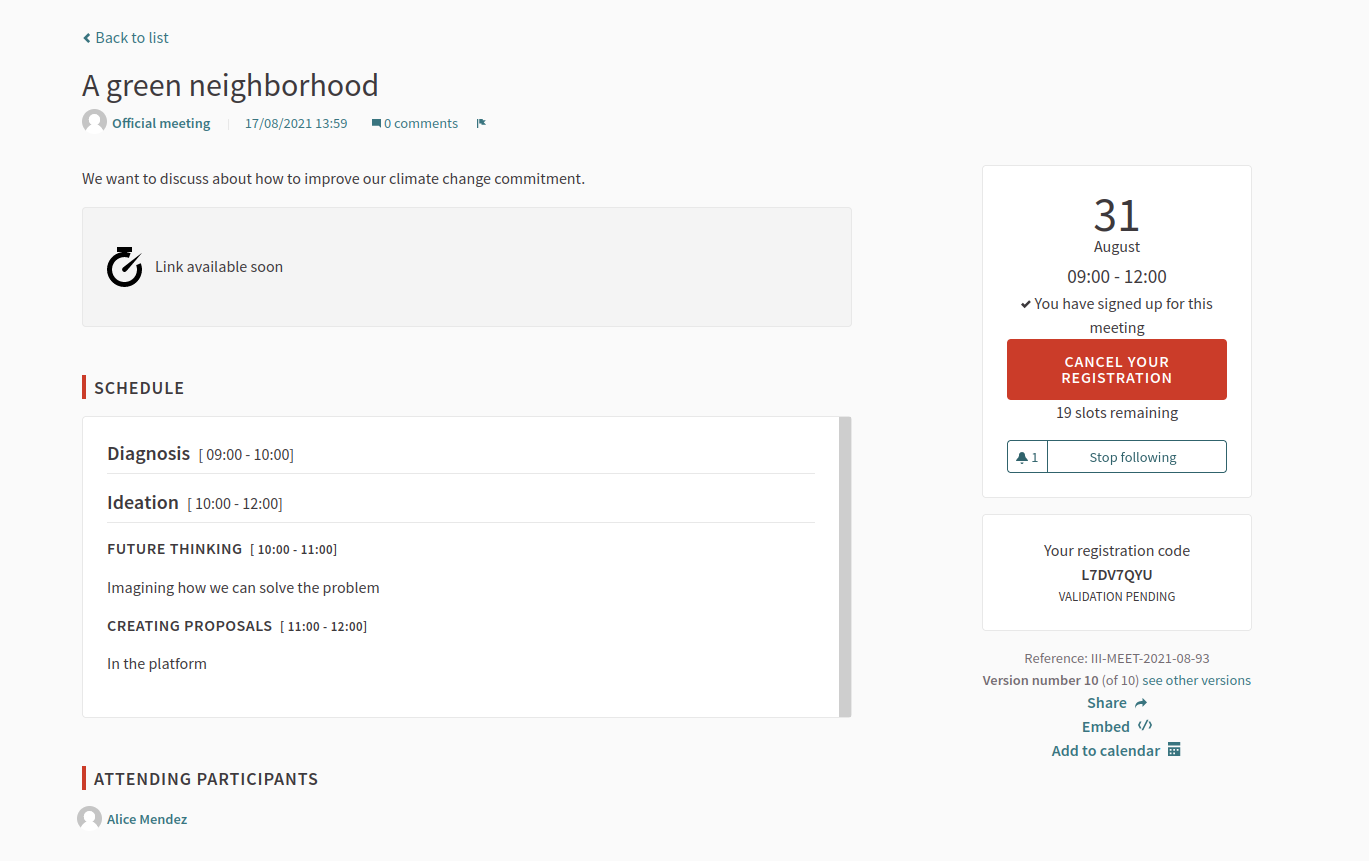 Back to list
A green neighborhood
Official meeting 17/08/2021 13:59 0 comments
We want to discuss about how to improve our climate change commitment.
Link available soon
SCHEDULE
Diagnosis [ 09:00 - 10:00]
Ideation [ 10:00 - 12:00]
FUTURE THINKING [ 10:00 - 11:00]
Imagining how we can solve the problem
CREATING PROPOSALS [ 11:00 - 12:00]
In the platform
ATTENDING PARTICIPANTS
Alice Mendez
31
August
09:00 - 12:00
You have signed up for this
meeting
CANCEL YOUR
REGISTRATION
19 slots remaining
1 Stop following
Your registration code
L7DV7QYU
VALIDATION PENDING
Reference: III-MEET-2021-08-93
Version number 10 (of 10) see other versions
Share
Embed
Add to calendar